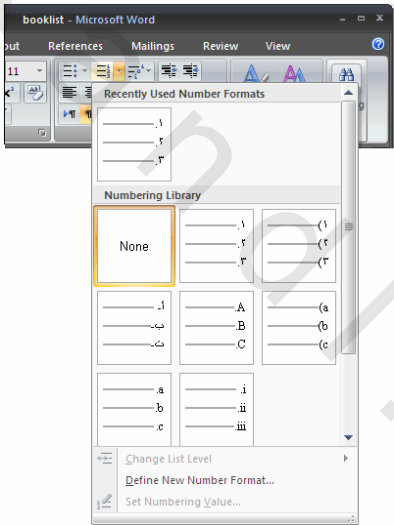 booklist - Microsoft Word
out References Mailings Review View
11
Recently Used Number Formats
.١
.٢
.٣
Numbering Library
None
.١ (١
.٢ (٢
.٣ (٣
أ- .A (a
ب- .B (b
ت- .C (c
.a .i
.b .ii
.c .iii
Change List Level
Define New Number Format...
Set Numbering Value...